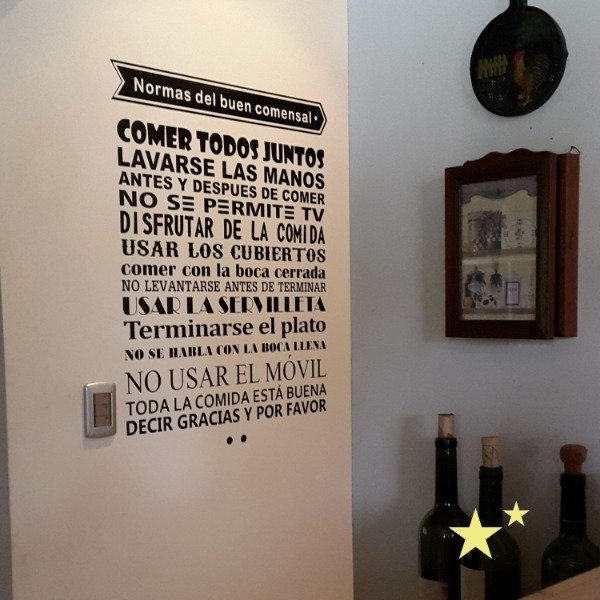 Normas del buen comensal
COMER TODOS JUNTOS
LAVARSE LAS MANOS
ANTES Y DESPUES DE COMER
NO SE PERMITE TV
DISFRUTAR DE LA COMIDA
USAR LOS CUBIERTOS
comer con la boca cerrada
NO LEVANTARSE ANTES DE TERMINAR
USAR LA SERVILLETA
Terminarse el plato
NO SE HABLA CON LA BOCA LLENA
NO USAR EL MÓVIL
TODA LA COMIDA ESTÁ BUENA
DECIR GRACIAS Y POR FAVOR